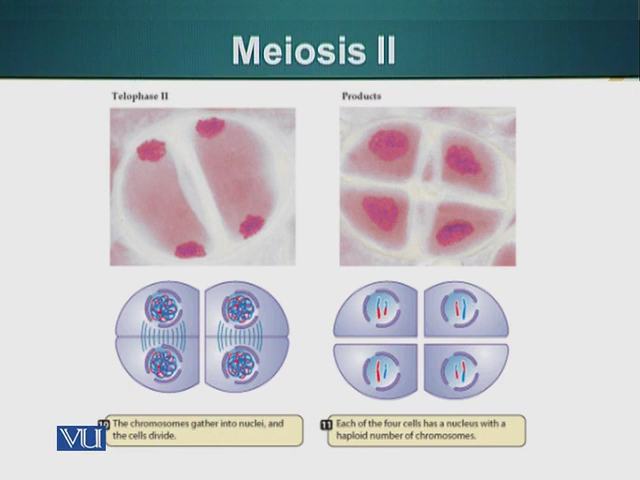 Meiosis II
Telophase II
Products
10 The chromosomes gather into nuclei, and
the cells divide.
11 Each of the four cells has a nucleus with a
haploid number of chromosomes.
VU